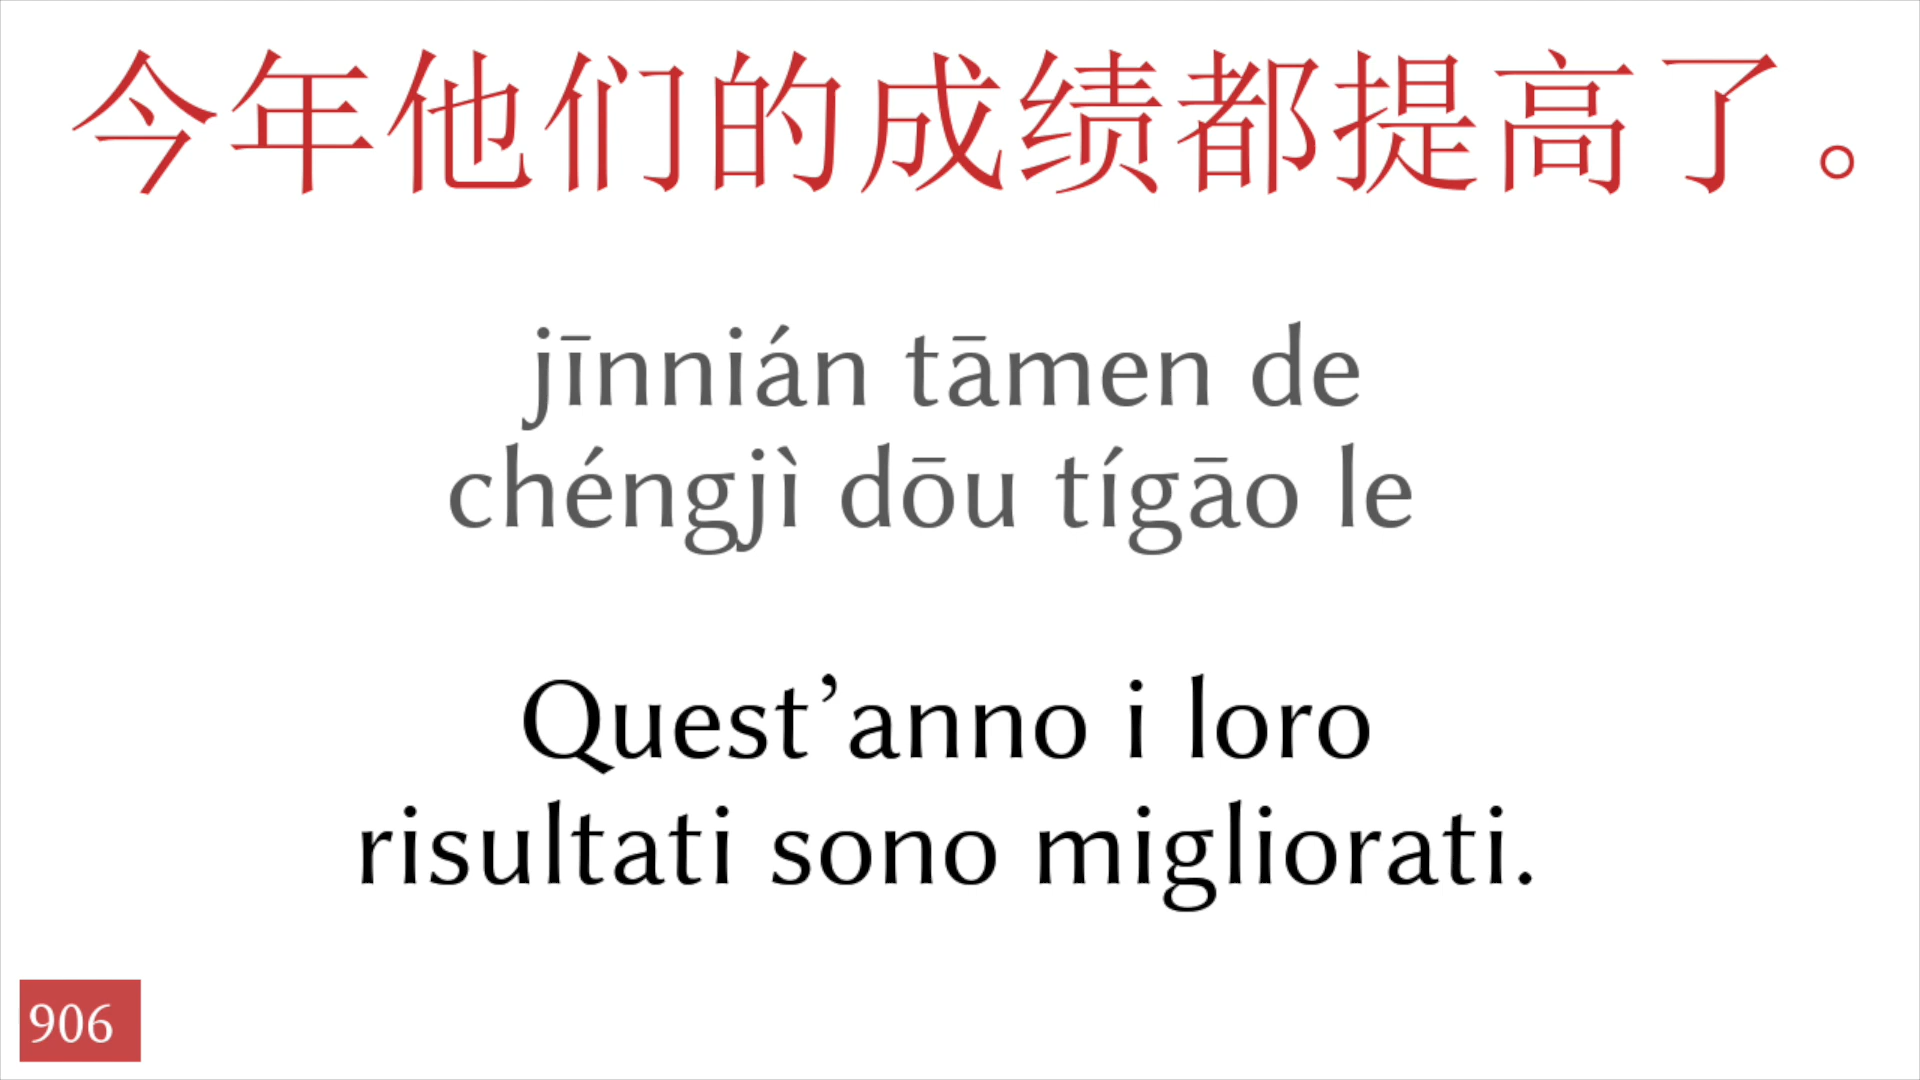 今年他们的成绩都提高了。
jīnnián tāmen de
chéngjì dōu tígāo le
Quest’anno i loro
risultati sono migliorati.
906